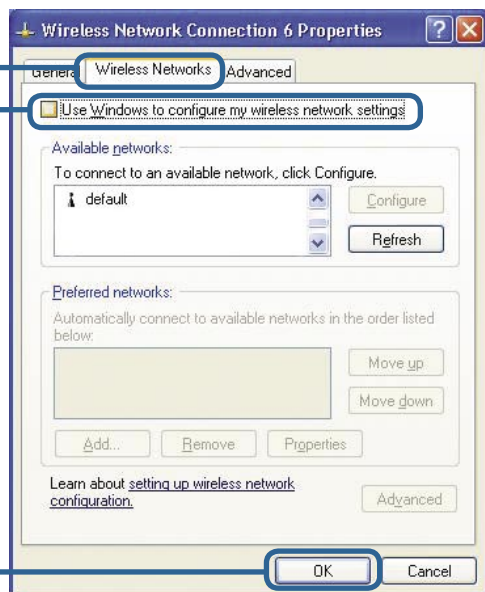 Wireless Network Connection 6 Properties
General
Wireless Networks
Advanced
Use Windows to configure my wireless network settings
Available networks:
To connect to an available network, click Configure.
default
Configure
Refresh
Preferred networks:
Automatically connect to available networks in the order listed
below:
Move up
Move down
Add...
Remove
Properties
Learn about setting up wireless network
configuration.
Advanced
OK
Cancel